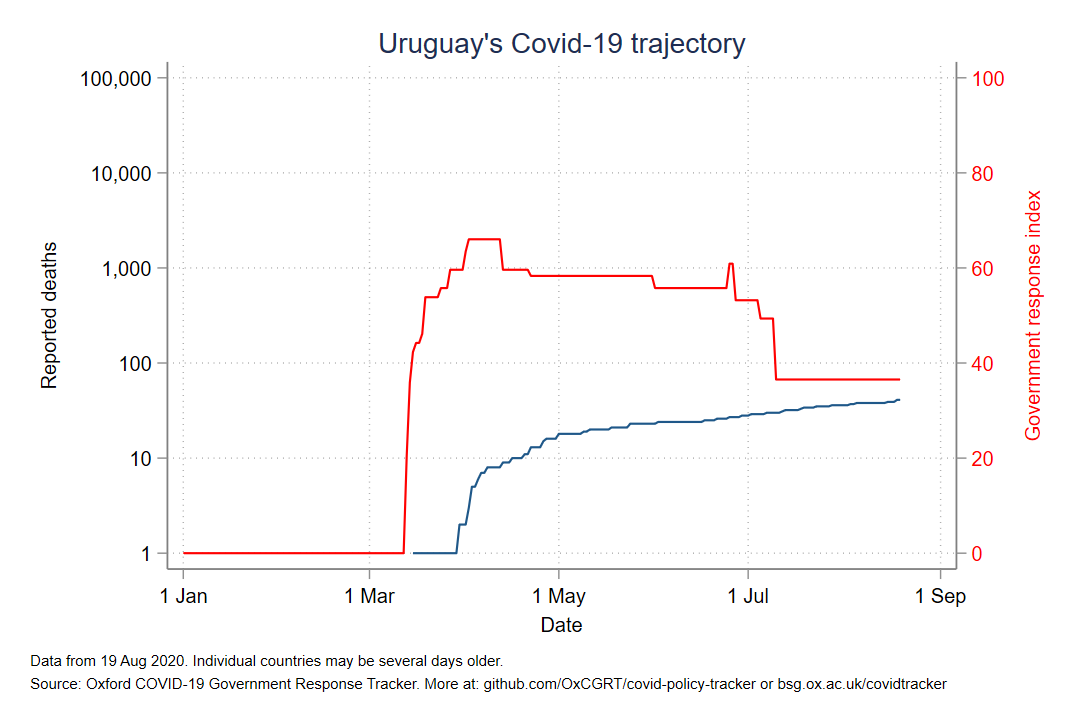 Uruguay's Covid-19 trajectory
100,000
10,000
1,000
100
10
1
Reported deaths
100
80
60
40
20
0
Government response index
1 Jan
1 Mar
1 May
1 Jul
1 Sep
Date
Data from 19 Aug 2020. Individual countries may be several days older.
Source: Oxford COVID-19 Government Response Tracker. More at: github.com/OxCGRT/covid-policy-tracker or bsg.ox.ac.uk/covidtracker